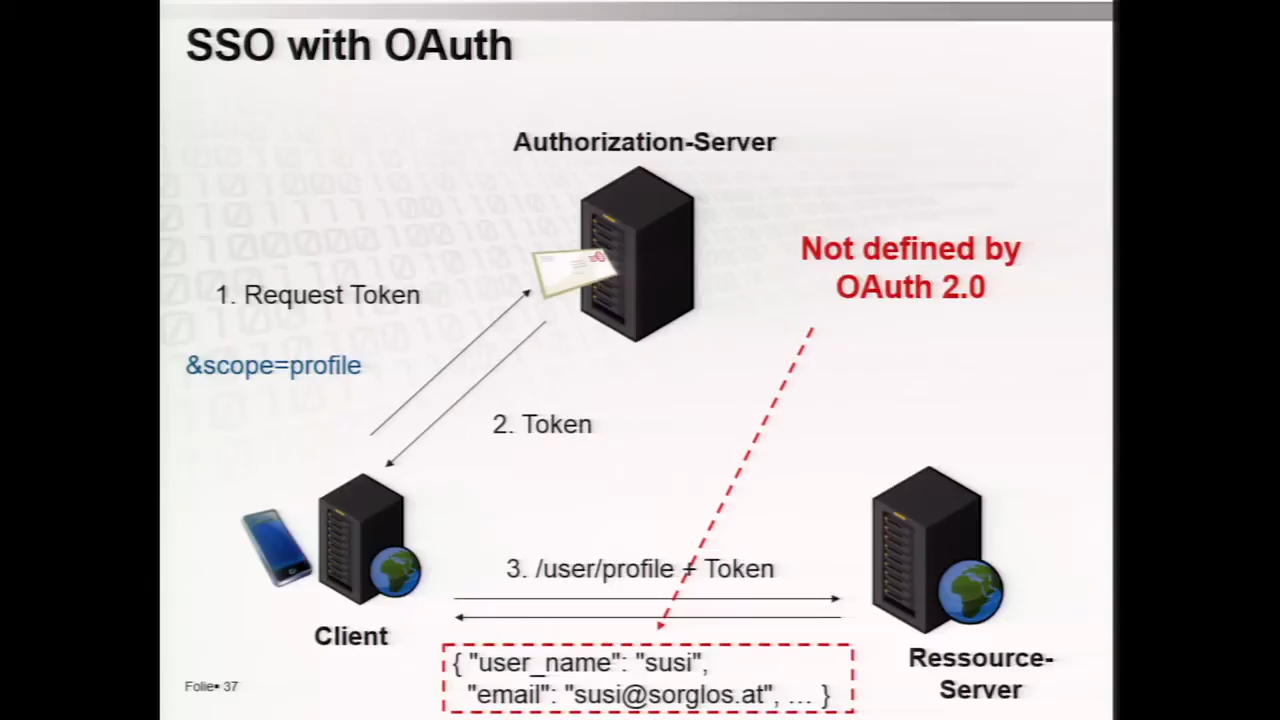 SSO with OAuth
Authorization-Server
Not defined by
OAuth 2.0
1. Request Token
&scope=profile
2. Token
3. /user/profile + Token
Client
{ "user_name": "susi",
"email": "susi@sorglos.at", ... }
Ressource-
Server
Folie▪ 37